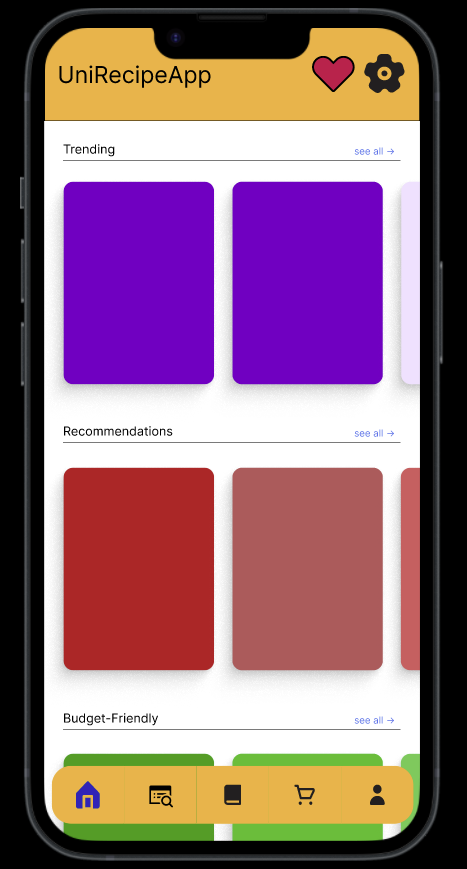 UniRecipeApp
Trending
see all →
Recommendations
see all →
Budget-Friendly
see all →